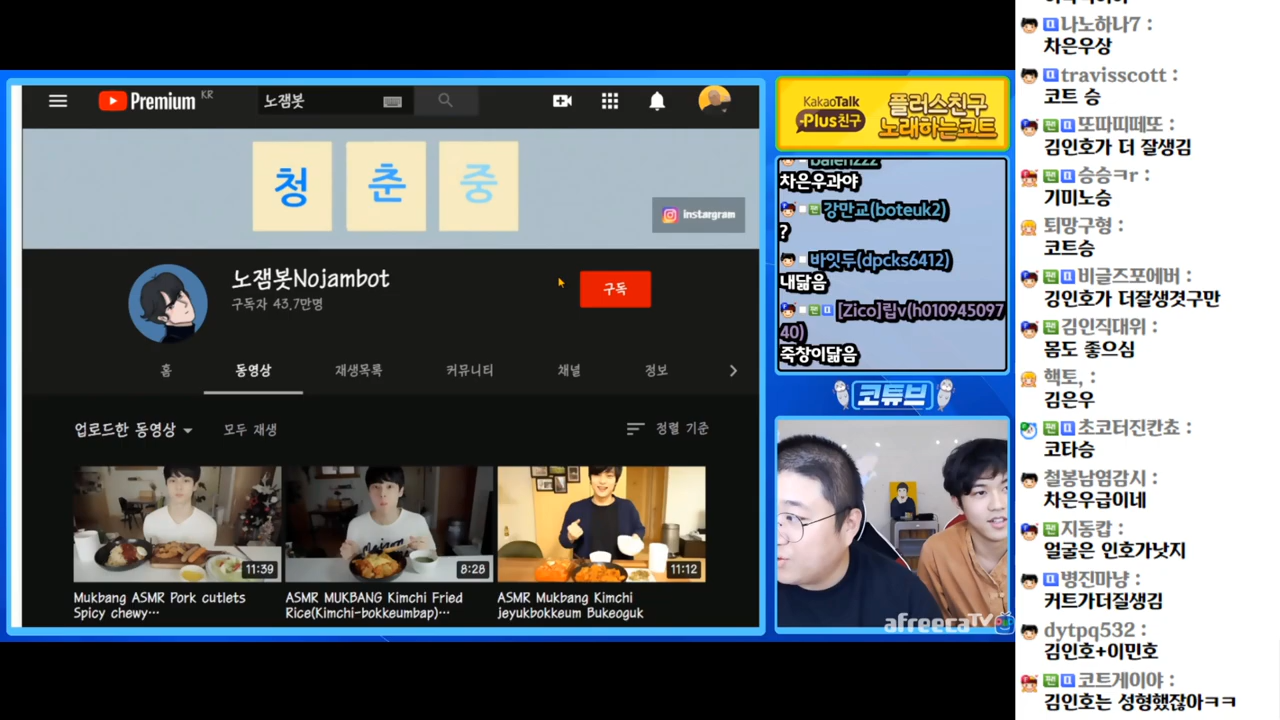 Premium KR
노잼봇
청
춘
중
instargram
노잼봇Nojambot
구독자 43.7만명
구독
홈
동영상
재생목록
커뮤니티
채널
정보
업로드한 동영상
모두 재생
정렬 기준
11:39
8:28
11:12
Mukbang ASMR Pork cutlets
Spicy chewy…
ASMR MUKBANG Kimchi Fried
Rice(Kimchi-bokkeumbap)…
ASMR Mukbang Kimchi
jeyukbokkeum Bukeoguk
KakaoTalk
Plus친구
플러스친구
노래하는코트
차은우과야
강만교(boteuk2)
?
바잇두(dpcks6412)
내닮음
[Zico]립v(h010945097
40)
죽창이닮음
코튜브
afreecaTV
나노하나7 :
차은우상
travisscott :
코트 승
또따띠떼또 :
김인호가 더 잘생김
승승ㅋr :
기미노승
퇴망구형 :
코트승
비글즈포에버 :
깅인호가 더잘생겻구만
김인직대위 :
몸도 좋으심
핵토, :
김은우
초코터진칸쵸 :
코타승
철봉남염감시 :
차은우급이네
지동캅 :
얼굴은 인호가낫지
병진마냥 :
커트가더질생김
dytpq532 :
김인호+이민호
코트게이야 :
김인호는 성형했잖아ㅋㅋ